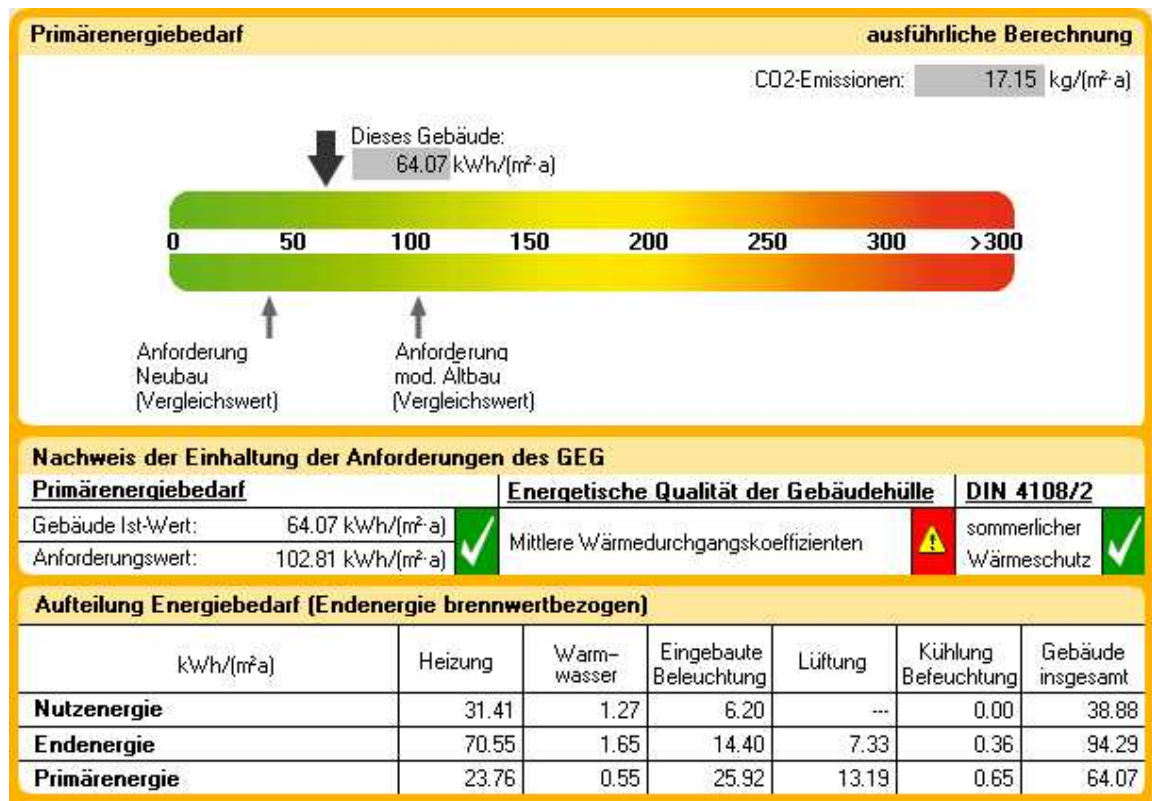 Primärenergiebedarf ausführliche Berechnung
CO2-Emissionen: 17.15 kg/(m²·a)
Dieses Gebäude:
64.07 kWh/(m²·a)
0 50 100 150 200 250 300 >300
Anforderung
Neubau
(Vergleichswert)
Anforderung
mod. Altbau
(Vergleichswert)
Nachweis der Einhaltung der Anforderungen des GEG
Primärenergiebedarf Energetische Qualität der Gebäudehülle DIN 4108/2
Gebäude Ist-Wert: 64.07 kWh/(m²·a)
Anforderungswert: 102.81 kWh/(m²·a)
Mittlere Wärmedurchgangskoeffizienten
sommerlicher
Wärmeschutz
Aufteilung Energiebedarf (Endenergie brennwertbezogen)
kWh/(m²a) Heizung Warm-wasser Eingebaute Beleuchtung Lüftung Kühlung Befeuchtung Gebäude insgesamt
Nutzenergie 31.41 1.27 6.20 --- 0.00 38.88
Endenergie 70.55 1.65 14.40 7.33 0.36 94.29
Primärenergie 23.76 0.55 25.92 13.19 0.65 64.07